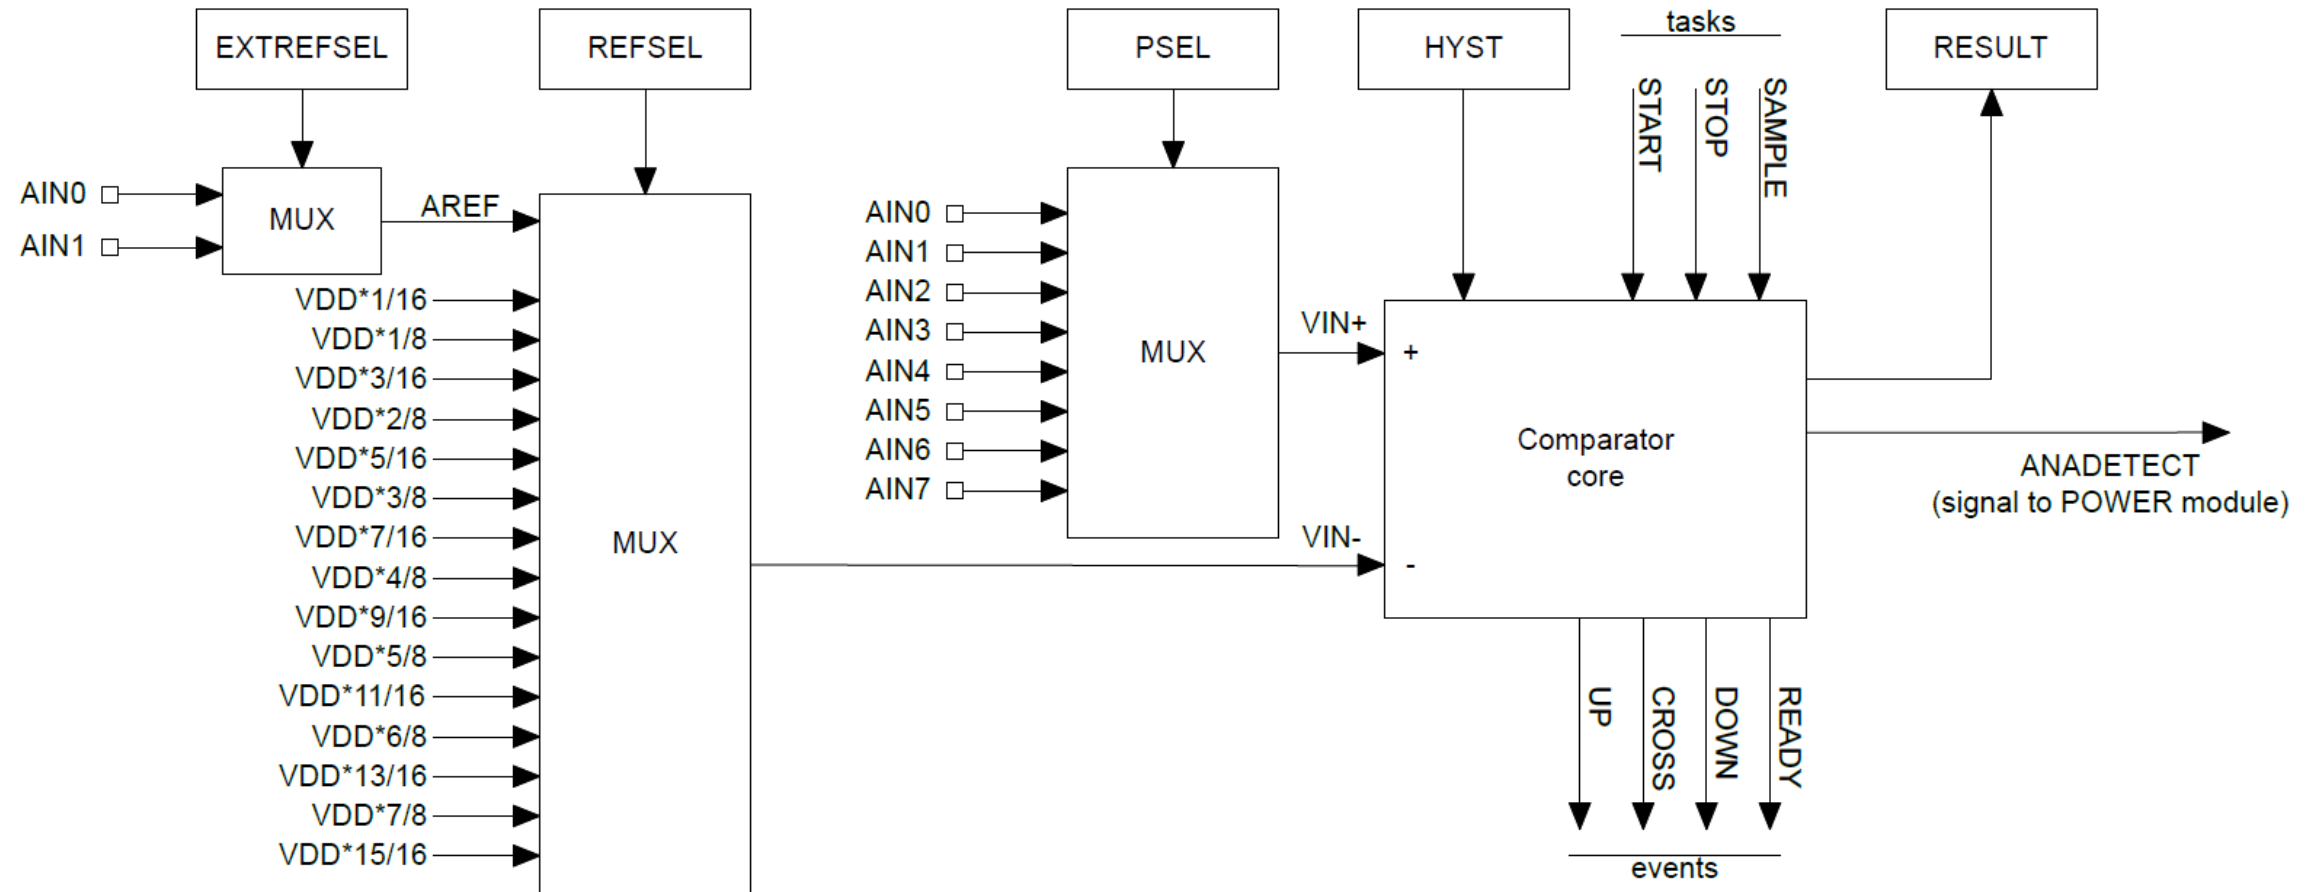 EXTREFSEL
REFSEL
PSEL
HYST
tasks
RESULT
START
STOP
SAMPLE
AIN0
AIN1
MUX
AREF
VDD*1/16
VDD*1/8
VDD*3/16
VDD*2/8
VDD*5/16
VDD*3/8
VDD*7/16
VDD*4/8
VDD*9/16
VDD*5/8
VDD*11/16
VDD*6/8
VDD*13/16
VDD*7/8
VDD*15/16
MUX
AIN0
AIN1
AIN2
AIN3
AIN4
AIN5
AIN6
AIN7
MUX
VIN+
VIN-
+
-
Comparator
core
ANADETECT
(signal to POWER module)
UP
CROSS
DOWN
READY
events